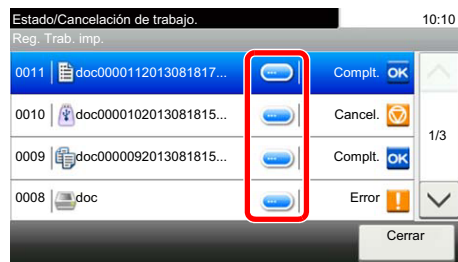 Estado/Cancelación de trabajo. 10:10
Reg. Trab. imp.
0011 doc0000112013081817... Complt. OK
0010 doc0000102013081815... Cancel.
1/3
0009 doc0000092013081815... Complt. OK
0008 doc Error
Cerrar